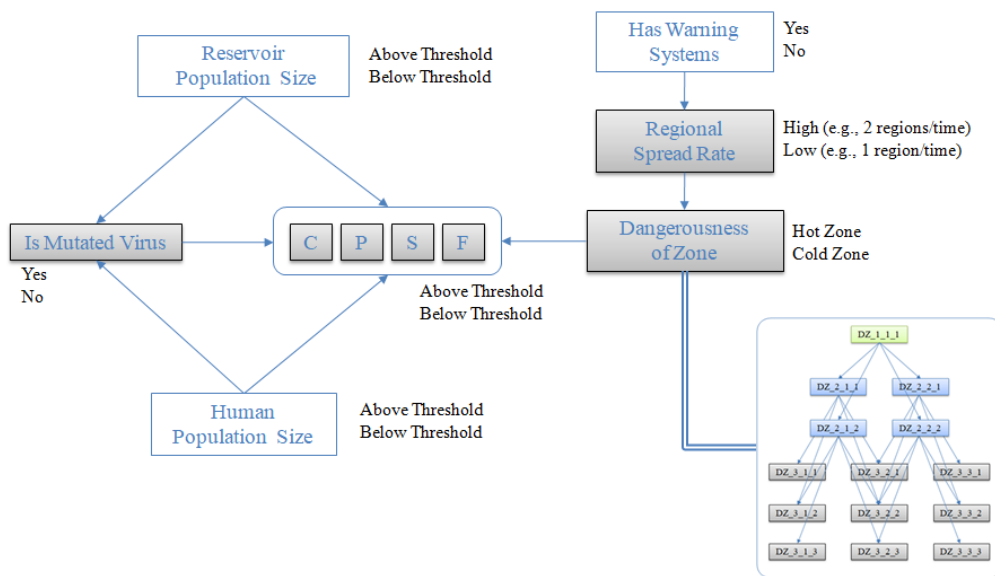 Reservoir
Population Size
Above Threshold
Below Threshold
Has Warning
Systems
Yes
No
Regional
Spread Rate
High (e.g., 2 regions/time)
Low (e.g., 1 region/time)
Is Mutated Virus
Yes
No
C
P
S
F
Above Threshold
Below Threshold
Dangerousness
of Zone
Hot Zone
Cold Zone
Human
Population Size
Above Threshold
Below Threshold
DZ_1_1_1
DZ_2_1_1
DZ_2_2_1
DZ_2_1_2
DZ_2_2_2
DZ_3_1_1
DZ_3_2_1
DZ_3_3_1
DZ_3_1_2
DZ_3_2_2
DZ_3_3_2
DZ_3_1_3
DZ_3_2_3
DZ_3_3_3